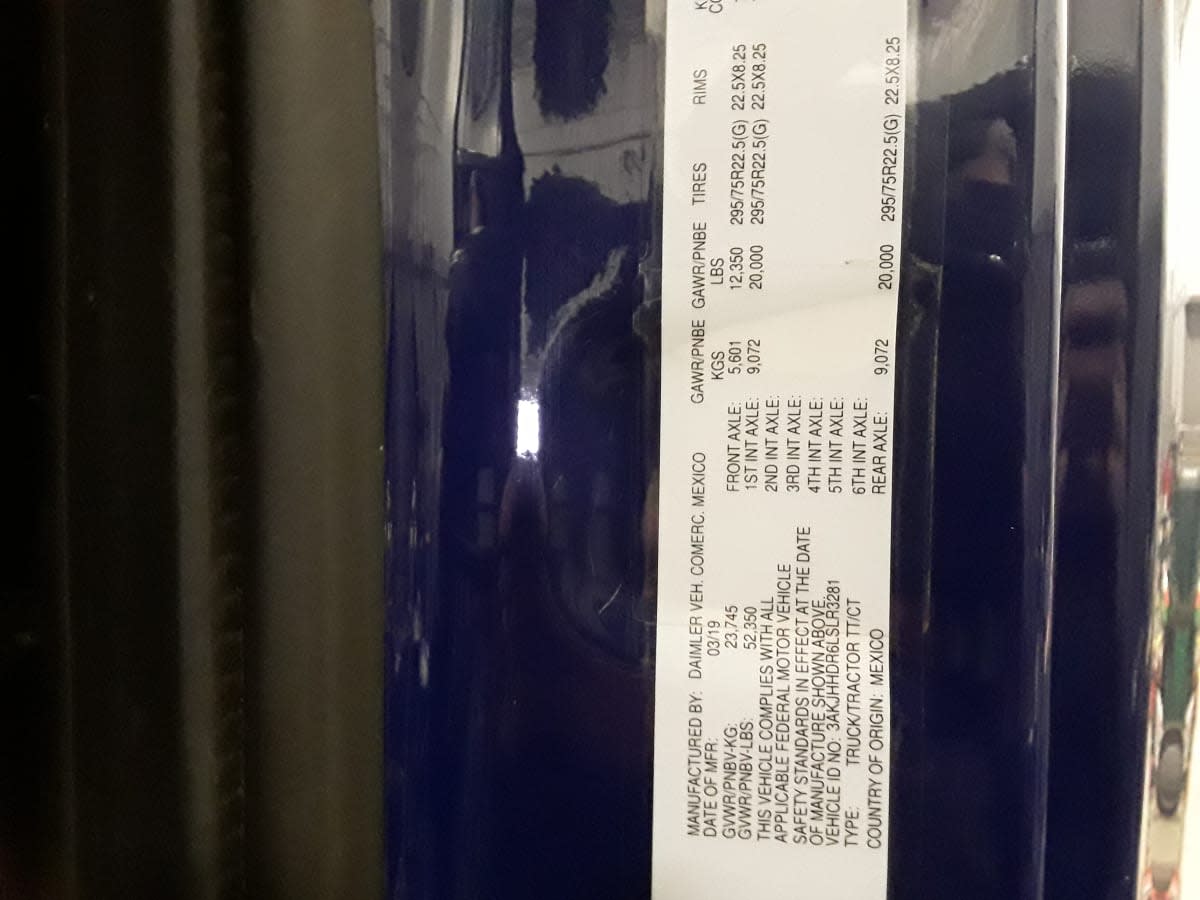 MANUFACTURED BY: DAIMLER VEH. COMERC. MEXICO
DATE OF MFR: 03/19
GVWR/PNBV-KG: 23,745
GVWR/PNBV-LBS: 52,350
THIS VEHICLE COMPLIES WITH ALL
APPLICABLE FEDERAL MOTOR VEHICLE
SAFETY STANDARDS IN EFFECT AT THE DATE
OF MANUFACTURE SHOWN ABOVE.
VEHICLE ID NO: 3AKJHHDR6LSLR3281
TYPE: TRUCK/TRACTOR TT/CT
COUNTRY OF ORIGIN: MEXICO
GAWR/PNBE GAWR/PNBE TIRES RIMS
KGS LBS
FRONT AXLE: 5,601 12,350 295/75R22.5(G) 22.5X8.25
1ST INT AXLE: 9,072 20,000 295/75R22.5(G) 22.5X8.25
2ND INT AXLE:
3RD INT AXLE:
4TH INT AXLE:
5TH INT AXLE:
6TH INT AXLE:
REAR AXLE: 9,072 20,000 295/75R22.5(G) 22.5X8.25